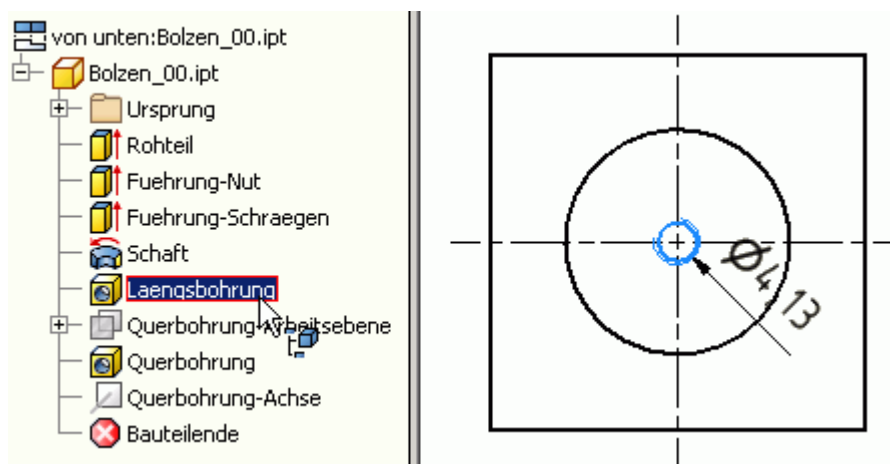 von unten:Bolzen_00.ipt
Bolzen_00.ipt
Ursprung
Rohteil
Fuehrung-Nut
Fuehrung-Schraegen
Schaft
Laengsbohrung
Querbohrung-Arbeitsebene
Querbohrung
Querbohrung-Achse
Bauteilende
Ø4,13